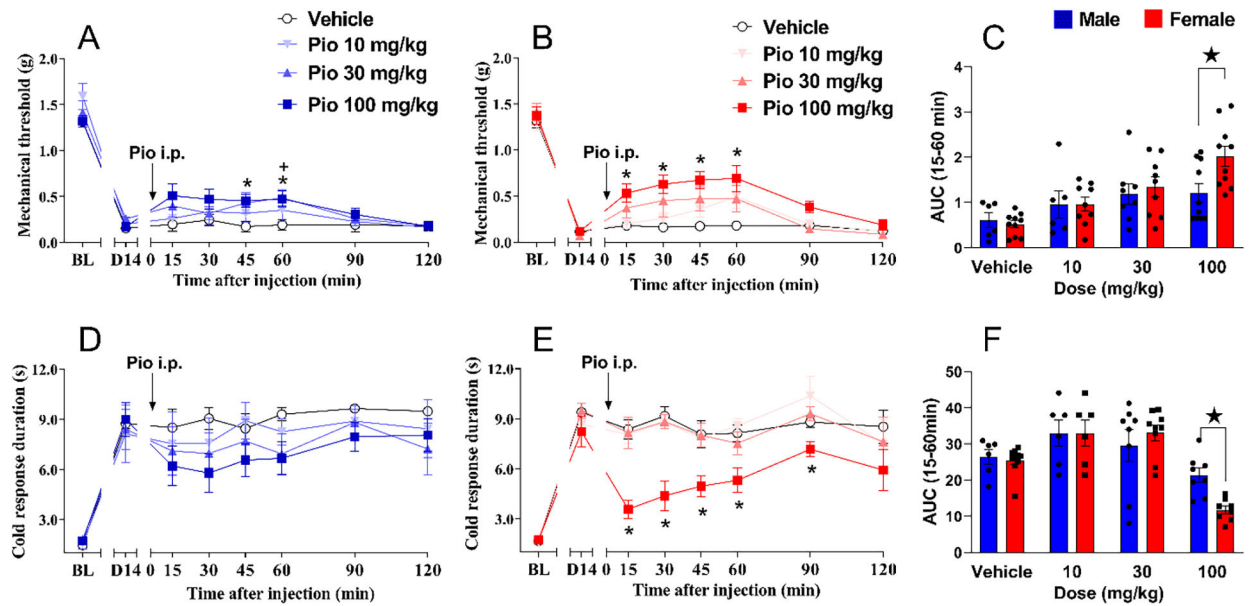 A
Vehicle
Pio 10 mg/kg
Pio 30 mg/kg
Pio 100 mg/kg
Mechanical threshold (g)
2.0
1.5
1.0
0.5
0.0
Pio i.p.
*
+
*
BL
D14
0
15
30
45
60
90
120
Time after injection (min)
B
Vehicle
Pio 10 mg/kg
Pio 30 mg/kg
Pio 100 mg/kg
Mechanical threshold (g)
2.0
1.5
1.0
0.5
0.0
Pio i.p.
*
*
*
*
BL
D14
0
15
30
45
60
90
120
Time after injection (min)
Male
Female
C
★
AUC (15-60 min)
4
3
2
1
0
Vehicle
10
30
100
Dose (mg/kg)
D
Pio i.p.
Cold response duration (s)
12.0
9.0
6.0
3.0
BL
D14
0
15
30
45
60
90
120
Time after injection (min)
E
Pio i.p.
Cold response duration (s)
12.0
9.0
6.0
3.0
*
*
*
*
*
BL
D14
0
15
30
45
60
90
120
Time after injection (min)
F
★
AUC (15-60min)
50
40
30
20
10
0
Vehicle
10
30
100
Dose (mg/kg)